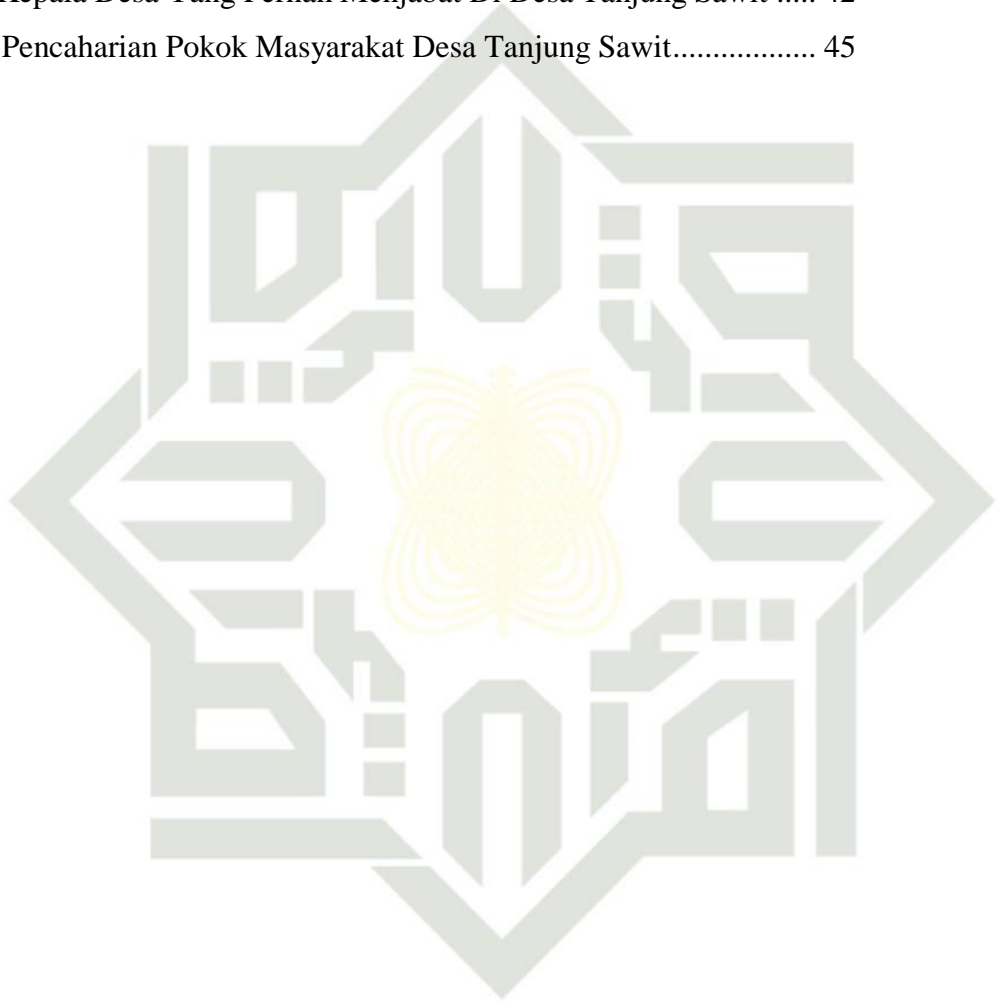 Kepala Desa Yang Pernah Menjabat Di Desa Tanjung Sawit ..... 42
Pencaharian Pokok Masyarakat Desa Tanjung Sawit.................. 45